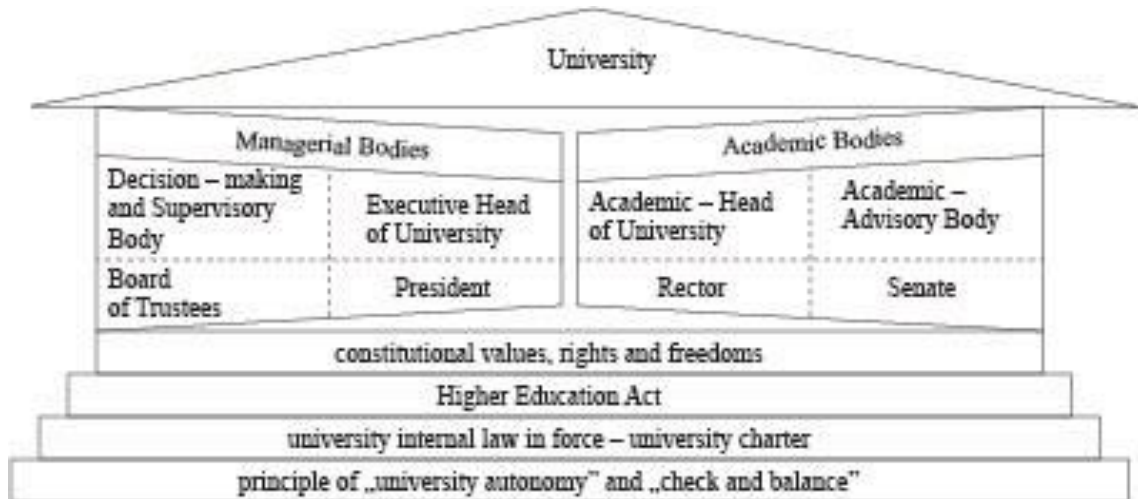 University
Managerial Bodies
Academic Bodies
Decision – making
and Supervisory
Body
Executive Head
of University
Academic – Head
of University
Academic –
Advisory Body
Board
of Trustees
President
Rector
Senate
constitutional values, rights and freedoms
Higher Education Act
university internal law in force – university charter
principle of „university autonomy” and „check and balance”